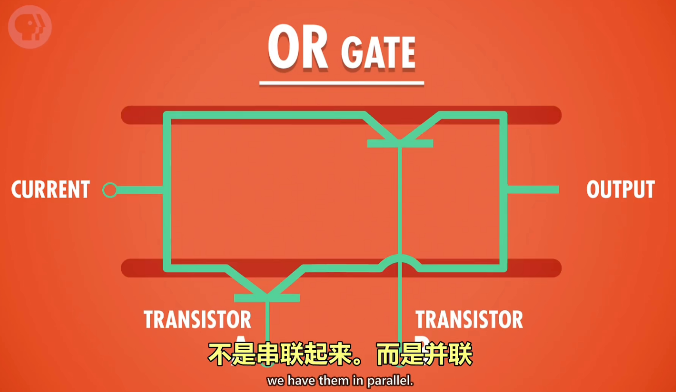 OR GATE
CURRENT
OUTPUT
TRANSISTOR
TRANSISTOR
不是串联起来。而是并联
we have them in parallel.